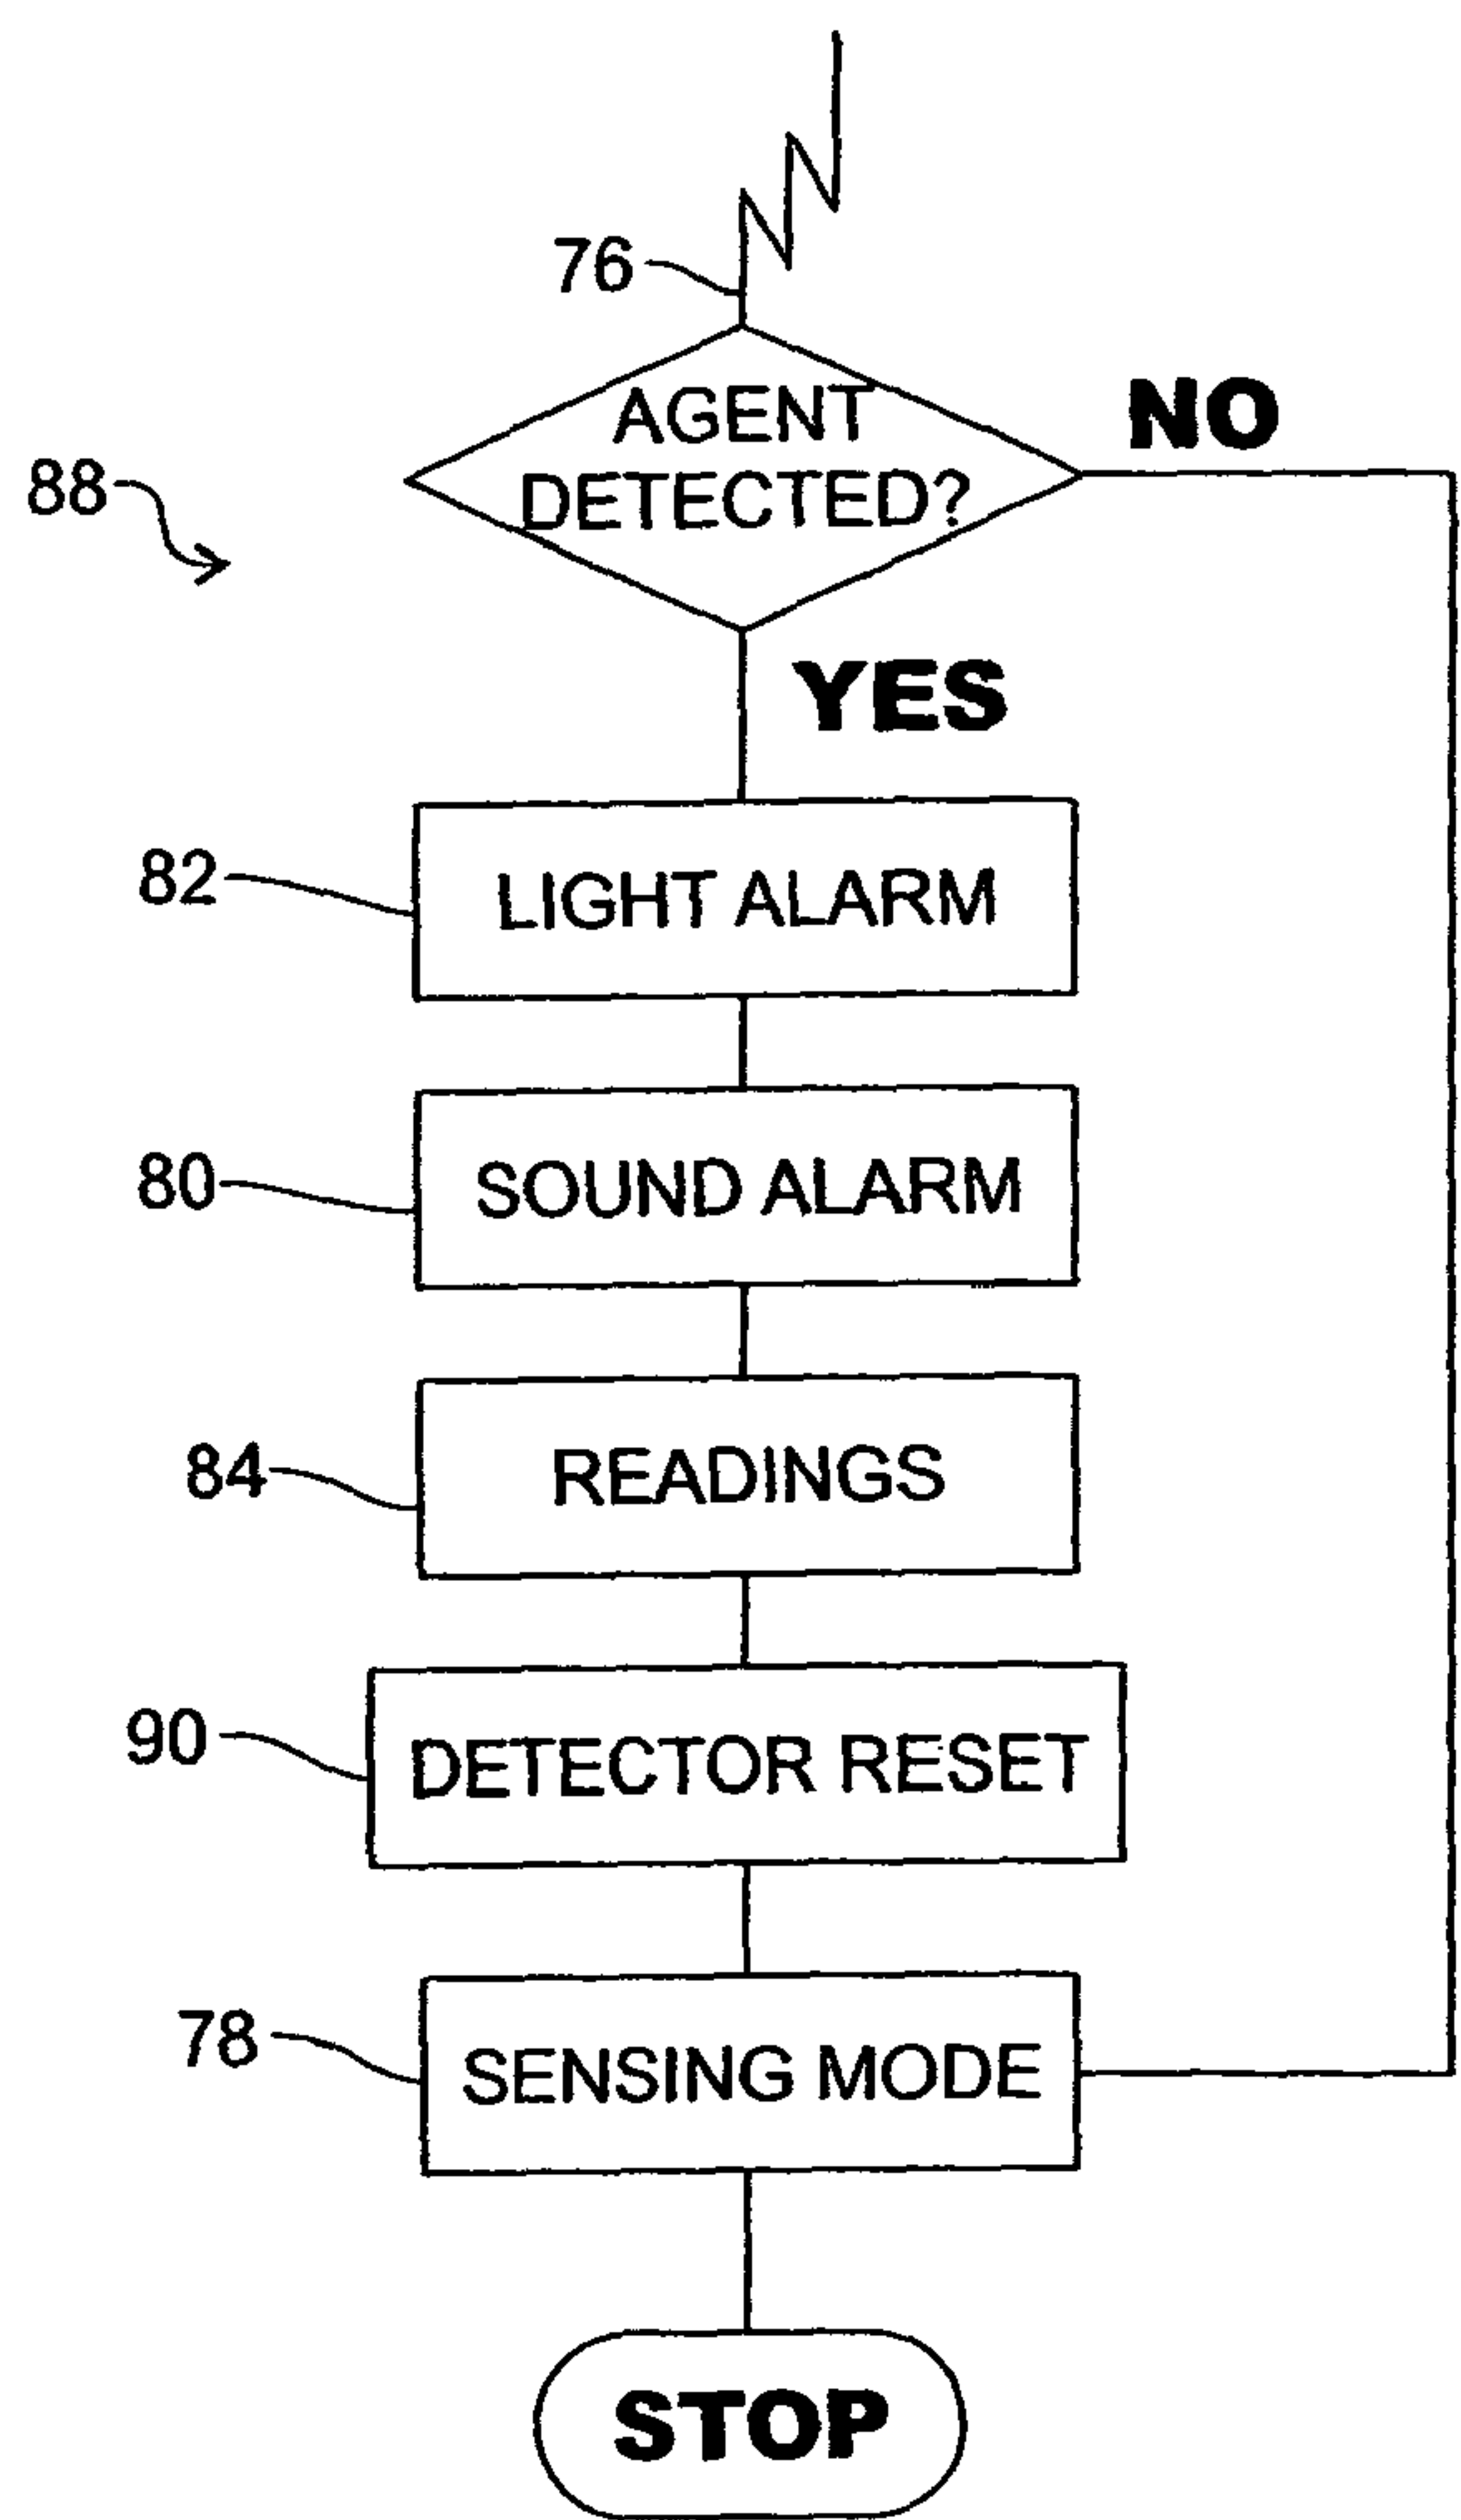 76
AGENT
DETECTED?
NO
88
YES
82
LIGHT ALARM
80
SOUND ALARM
84
READINGS
90
DETECTOR RESET
78
SENSING MODE
STOP